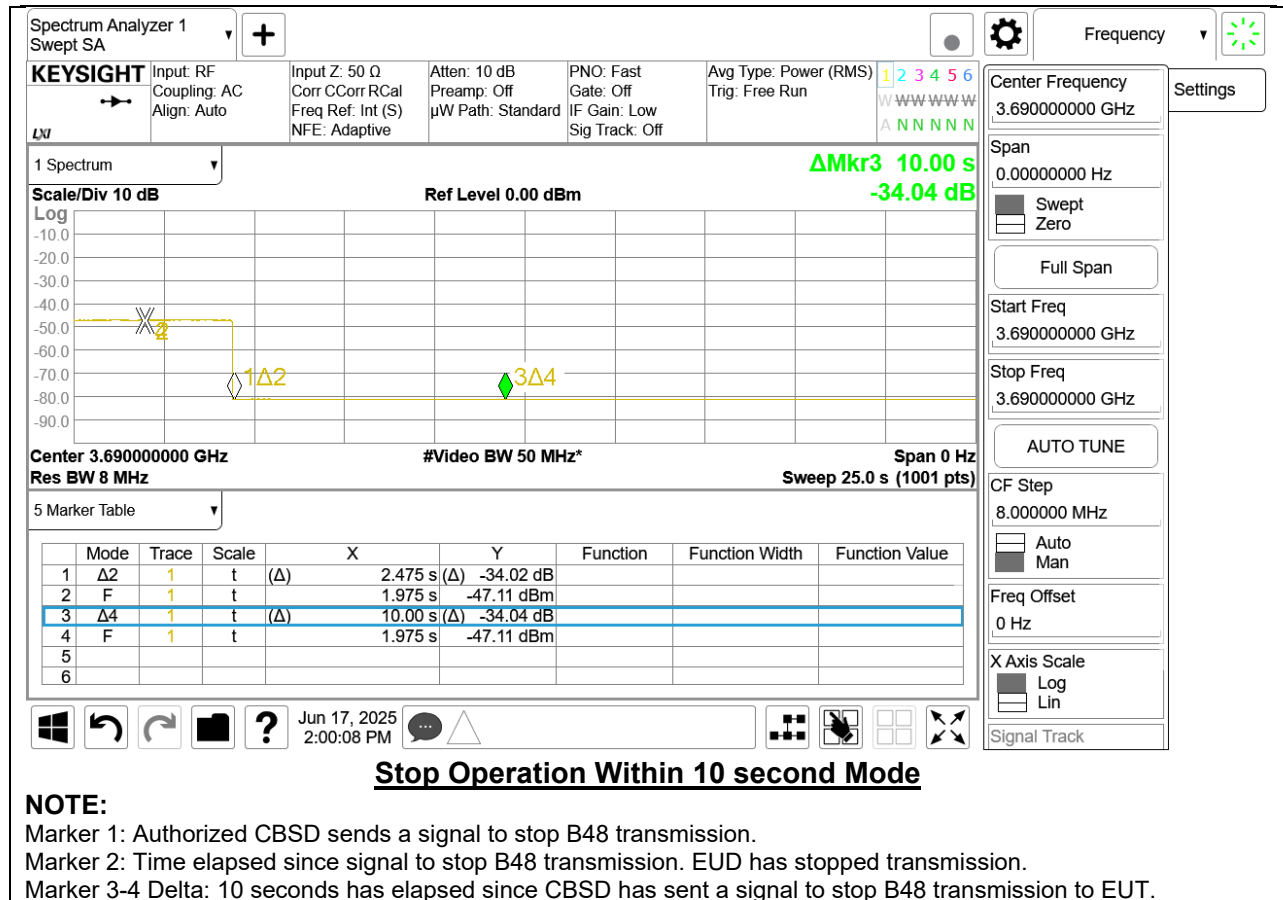 Spectrum Analyzer 1
Swept SA
▼
+
Frequency ▼
KEYSIGHT
LXI
Input: RF
Coupling: AC
Align: Auto
Input Z: 50 Ω
Corr CCorr RCal
Freq Ref: Int (S)
NFE: Adaptive
Atten: 10 dB
Preamp: Off
µW Path: Standard
PNO: Fast
Gate: Off
IF Gain: Low
Sig Track: Off
Avg Type: Power (RMS)
Trig: Free Run
1 2 3 4 5 6
W W W W W W
A N N N N N
1 Spectrum ▼
ΔMkr3 10.00 s
-34.04 dB
Scale/Div 10 dB
Ref Level 0.00 dBm
Log
-10.0
-20.0
-30.0
-40.0
-50.0
-60.0
-70.0
-80.0
-90.0
2
1Δ2
3Δ4
Center 3.690000000 GHz
#Video BW 50 MHz*
Span 0 Hz
Res BW 8 MHz
Sweep 25.0 s (1001 pts)
5 Marker Table ▼
Mode Trace Scale X Y Function Function Width Function Value
1 Δ2 1 t (Δ) 2.475 s (Δ) -34.02 dB
2 F 1 t 1.975 s -47.11 dBm
3 Δ4 1 t (Δ) 10.00 s (Δ) -34.04 dB
4 F 1 t 1.975 s -47.11 dBm
5
6
?
Jun 17, 2025
2:00:08 PM
Settings
Center Frequency
3.690000000 GHz
Span
0.00000000 Hz
Swept
Zero
Full Span
Start Freq
3.690000000 GHz
Stop Freq
3.690000000 GHz
AUTO TUNE
CF Step
8.000000 MHz
Auto
Man
Freq Offset
0 Hz
X Axis Scale
Log
Lin
Signal Track
Stop Operation Within 10 second Mode
NOTE:
Marker 1: Authorized CBSD sends a signal to stop B48 transmission.
Marker 2: Time elapsed since signal to stop B48 transmission. EUD has stopped transmission.
Marker 3-4 Delta: 10 seconds has elapsed since CBSD has sent a signal to stop B48 transmission to EUT.